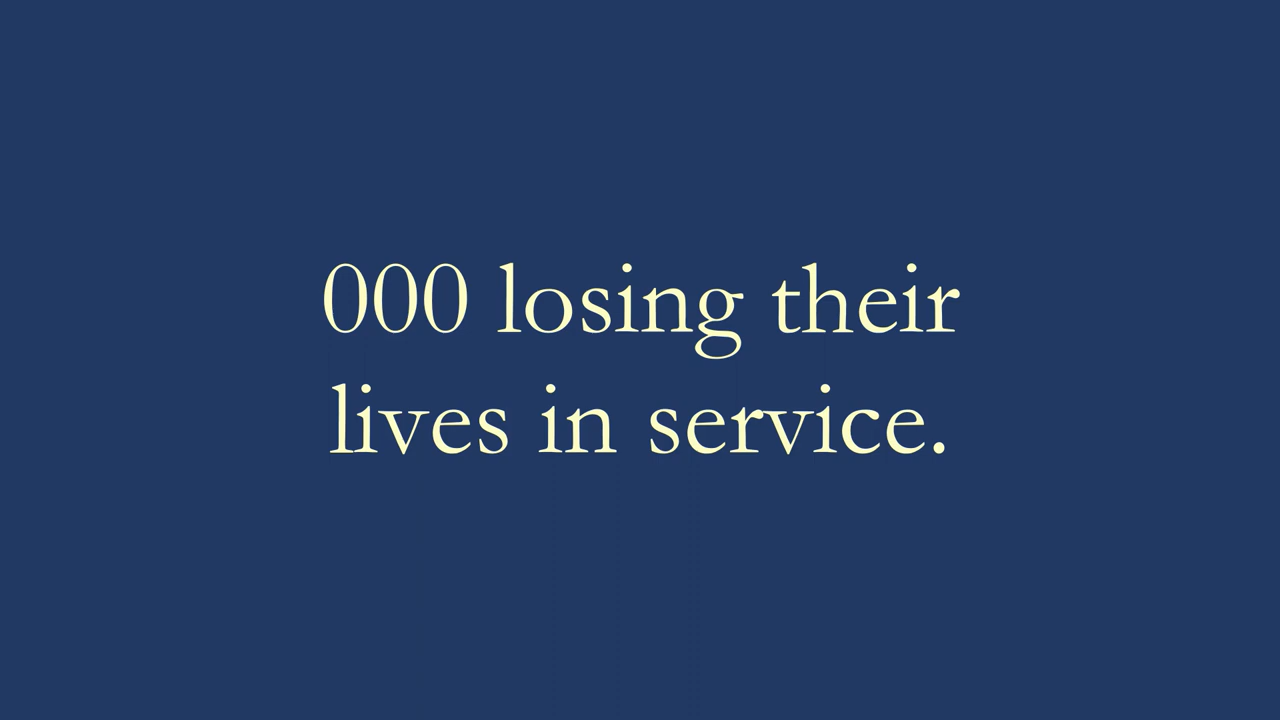 000 losing their
lives in service.